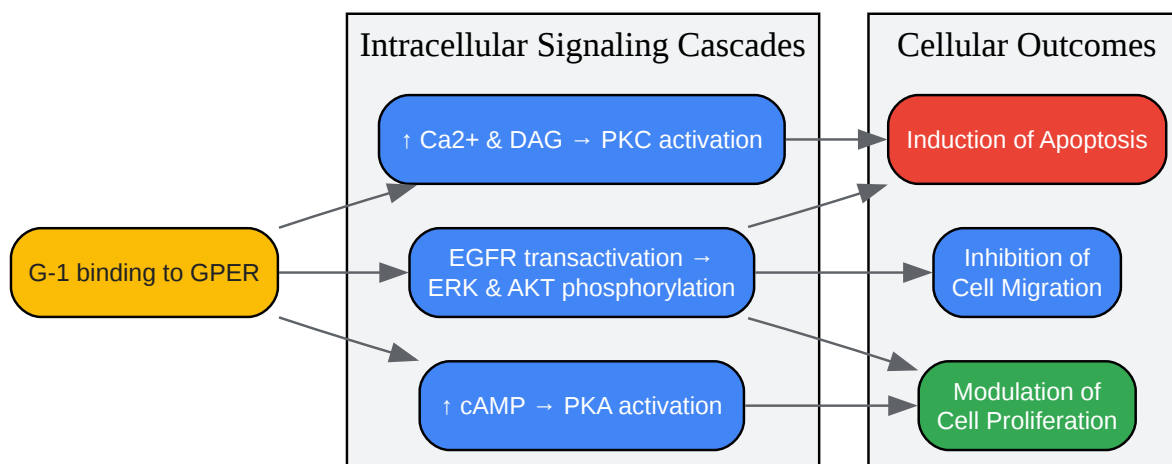 Intracellular Signaling Cascades
Cellular Outcomes
↑ Ca2+ & DAG → PKC activation
Induction of Apoptosis
G-1 binding to GPER
EGFR transactivation →
ERK & AKT phosphorylation
Inhibition of
Cell Migration
↑ cAMP → PKA activation
Modulation of
Cell Proliferation